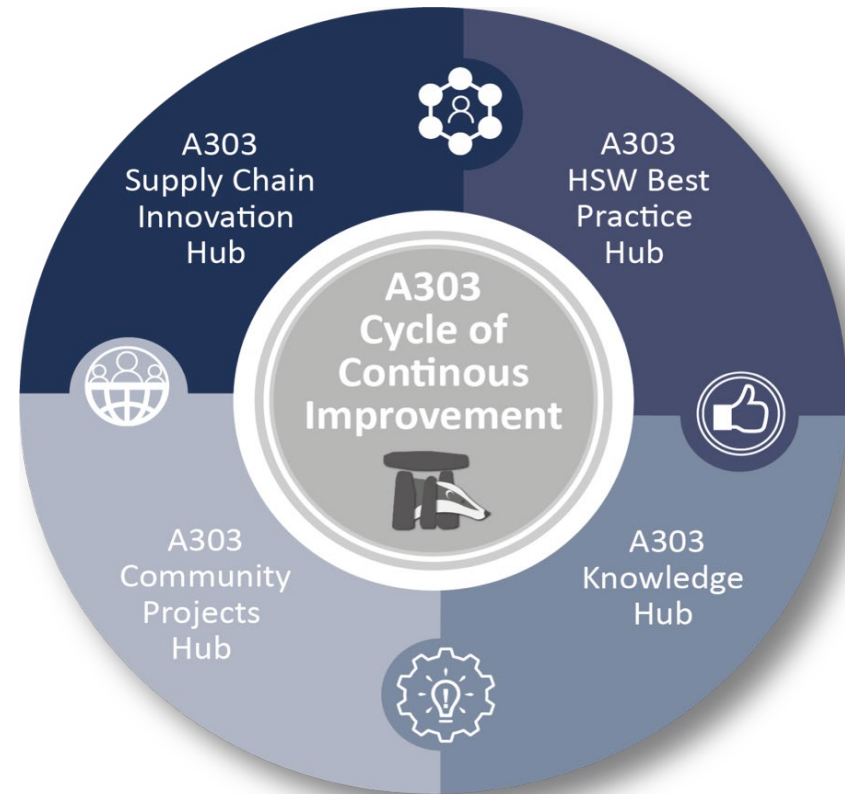 A303
Supply Chain
Innovation
Hub
A303
HSW Best
Practice
Hub
A303
Cycle of
Continous
Improvement
A303
Community
Projects
Hub
A303
Knowledge
Hub